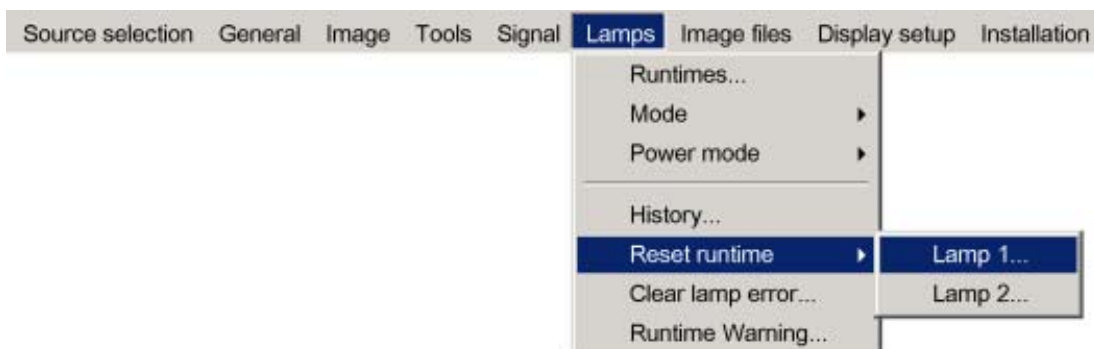 Source selection General Image Tools Signal Lamps Image files Display setup Installation
Runtimes...
Mode
Power mode
History...
Reset runtime Lamp 1...
Clear lamp error... Lamp 2...
Runtime Warning...